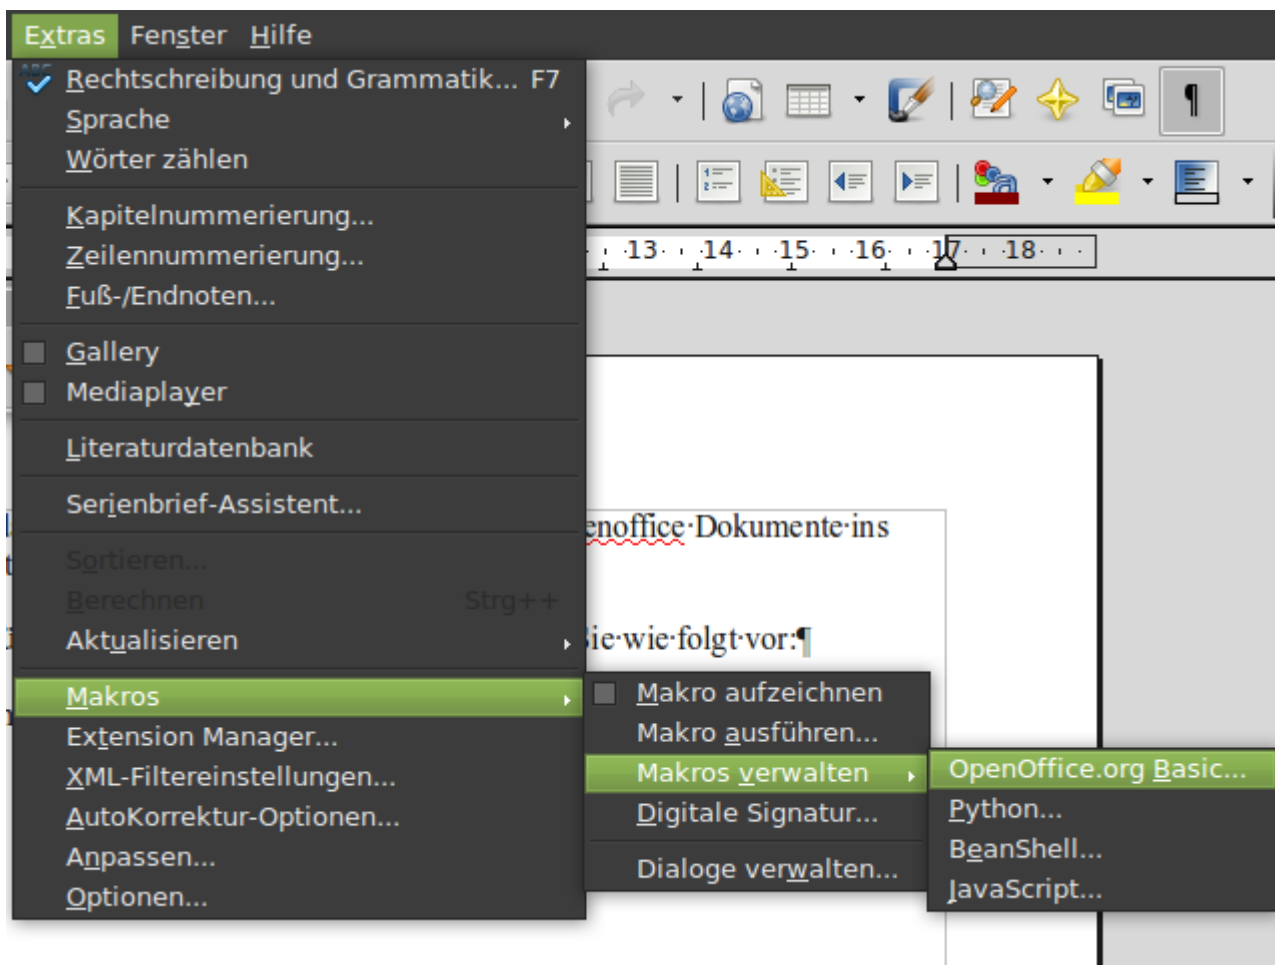 Extras Fenster Hilfe
Rechtschreibung und Grammatik... F7
Sprache
Wörter zählen
Kapitelnummerierung...
Zeilennummerierung...
Fuß-/Endnoten...
Gallery
Mediaplayer
Literaturdatenbank
Serienbrief-Assistent...
Sortieren...
Berechnen Strg++
Aktualisieren
Makros
Extension Manager...
XML-Filtereinstellungen...
AutoKorrektur-Optionen...
Anpassen...
Optionen...
Makro aufzeichnen
Makro ausführen...
Makros verwalten
Digitale Signatur...
Dialoge verwalten...
OpenOffice.org Basic...
Python...
BeanShell...
JavaScript...
13 14 15 16 17 18
enoffice·Dokumente·ins
ie·wie·folgt·vor:¶